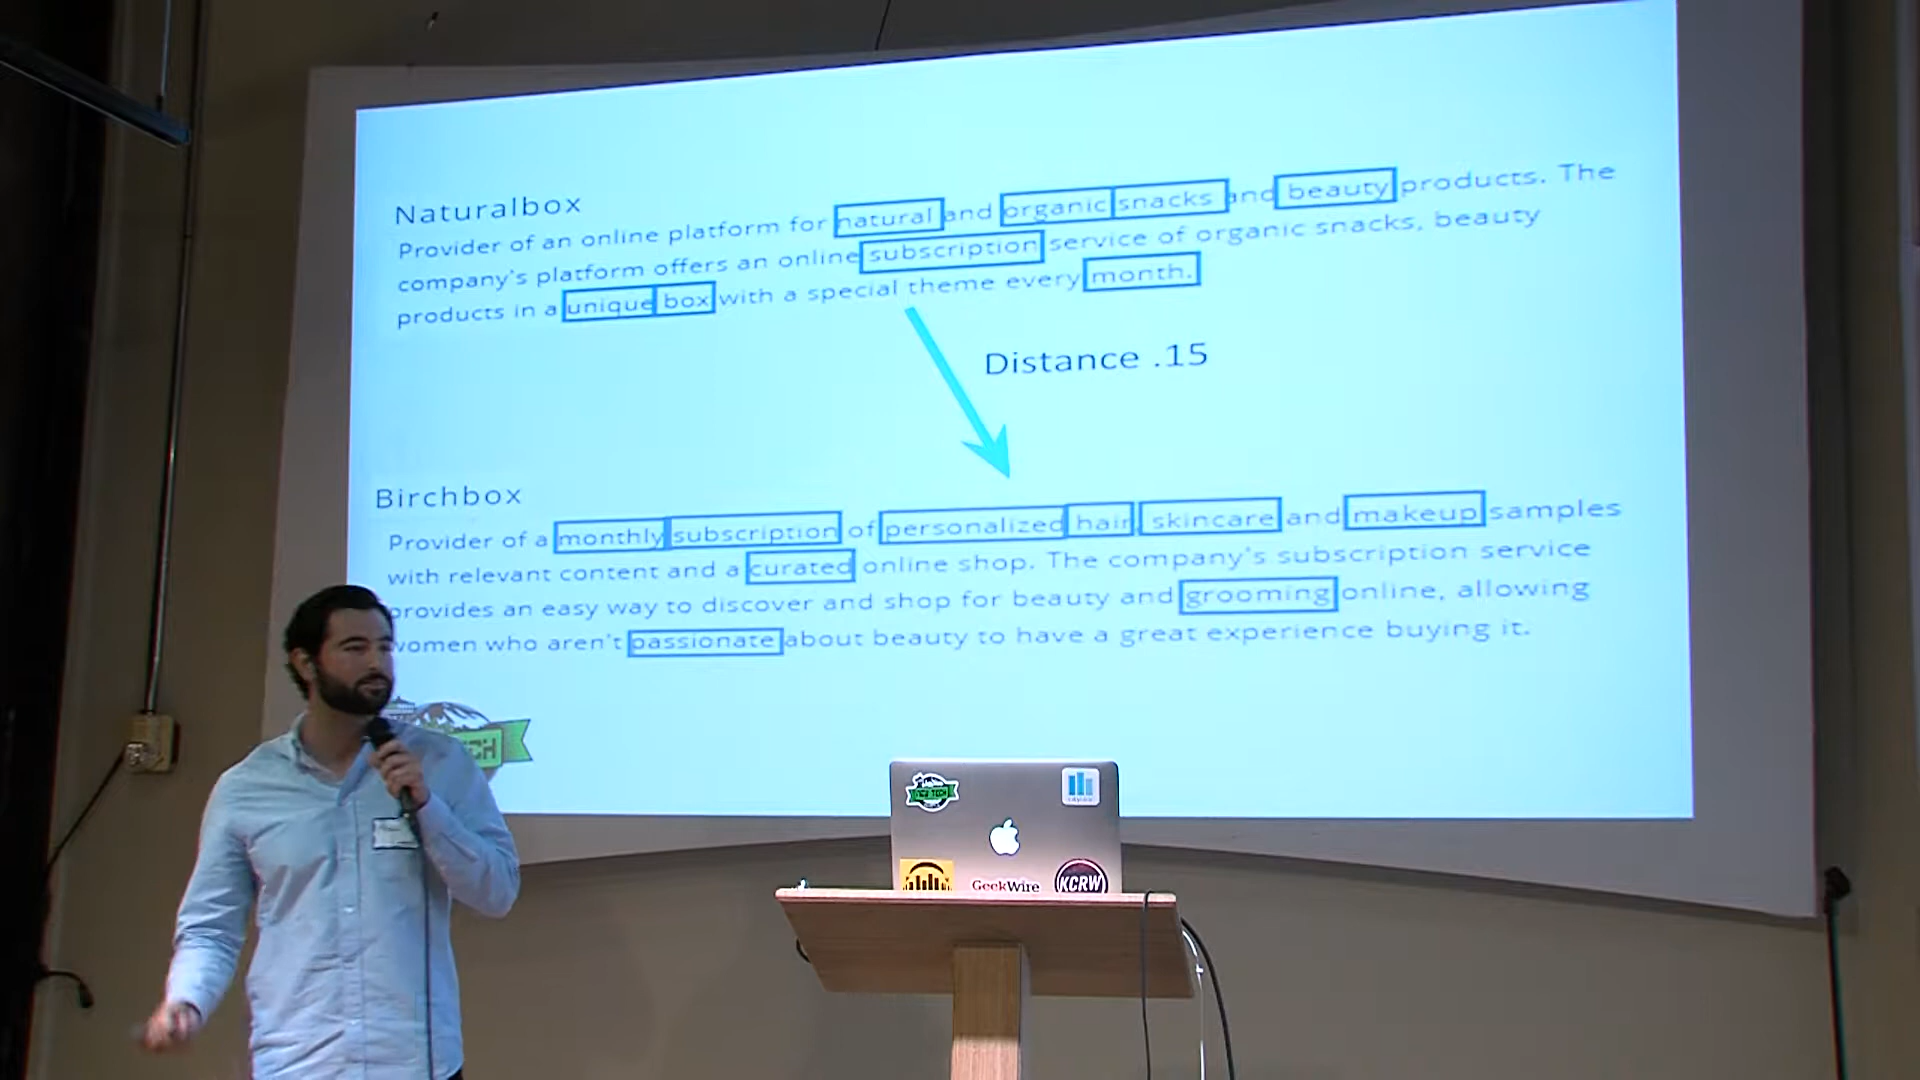 Naturalbox
Provider of an online platform for natural and organic snacks and beauty products. The
company's platform offers an online subscription service of organic snacks, beauty
products in a unique box with a special theme every month.
Distance .15
Birchbox
Provider of a monthly subscription of personalized hair, skincare and makeup samples
with relevant content and a curated online shop. The company's subscription service
provides an easy way to discover and shop for beauty and grooming online, allowing
women who aren't passionate about beauty to have a great experience buying it.
GeekWire
KCRW